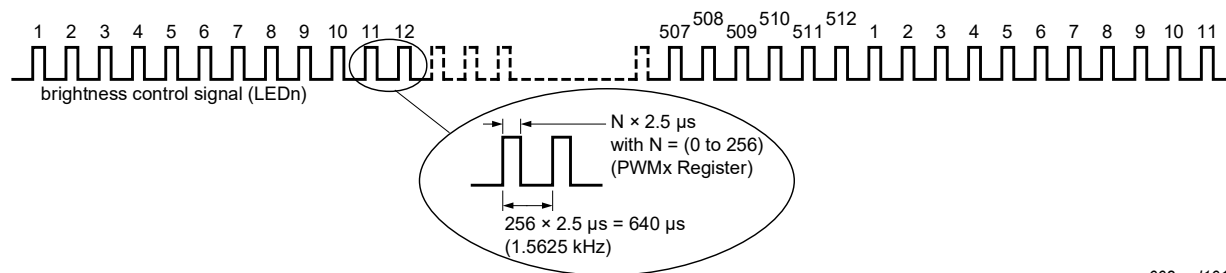 1 2 3 4 5 6 7 8 9 10 11 12 507 508 509 510 511 512 1 2 3 4 5 6 7 8 9 10 11
brightness control signal (LEDn)
N × 2.5 μs
with N = (0 to 256)
(PWMx Register)
256 × 2.5 μs = 640 μs
(1.5625 kHz)